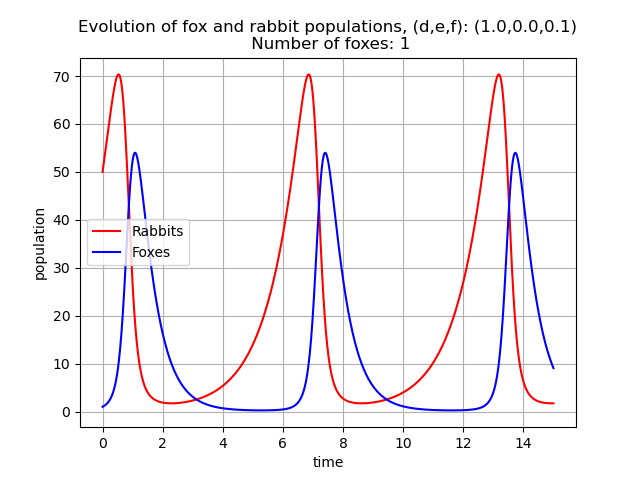 Evolution of fox and rabbit populations, (d,e,f): (1.0,0.0,0.1)
Number of foxes: 1
population
70
60
50
40
30
20
10
0
Rabbits
Foxes
0 2 4 6 8 10 12 14
time